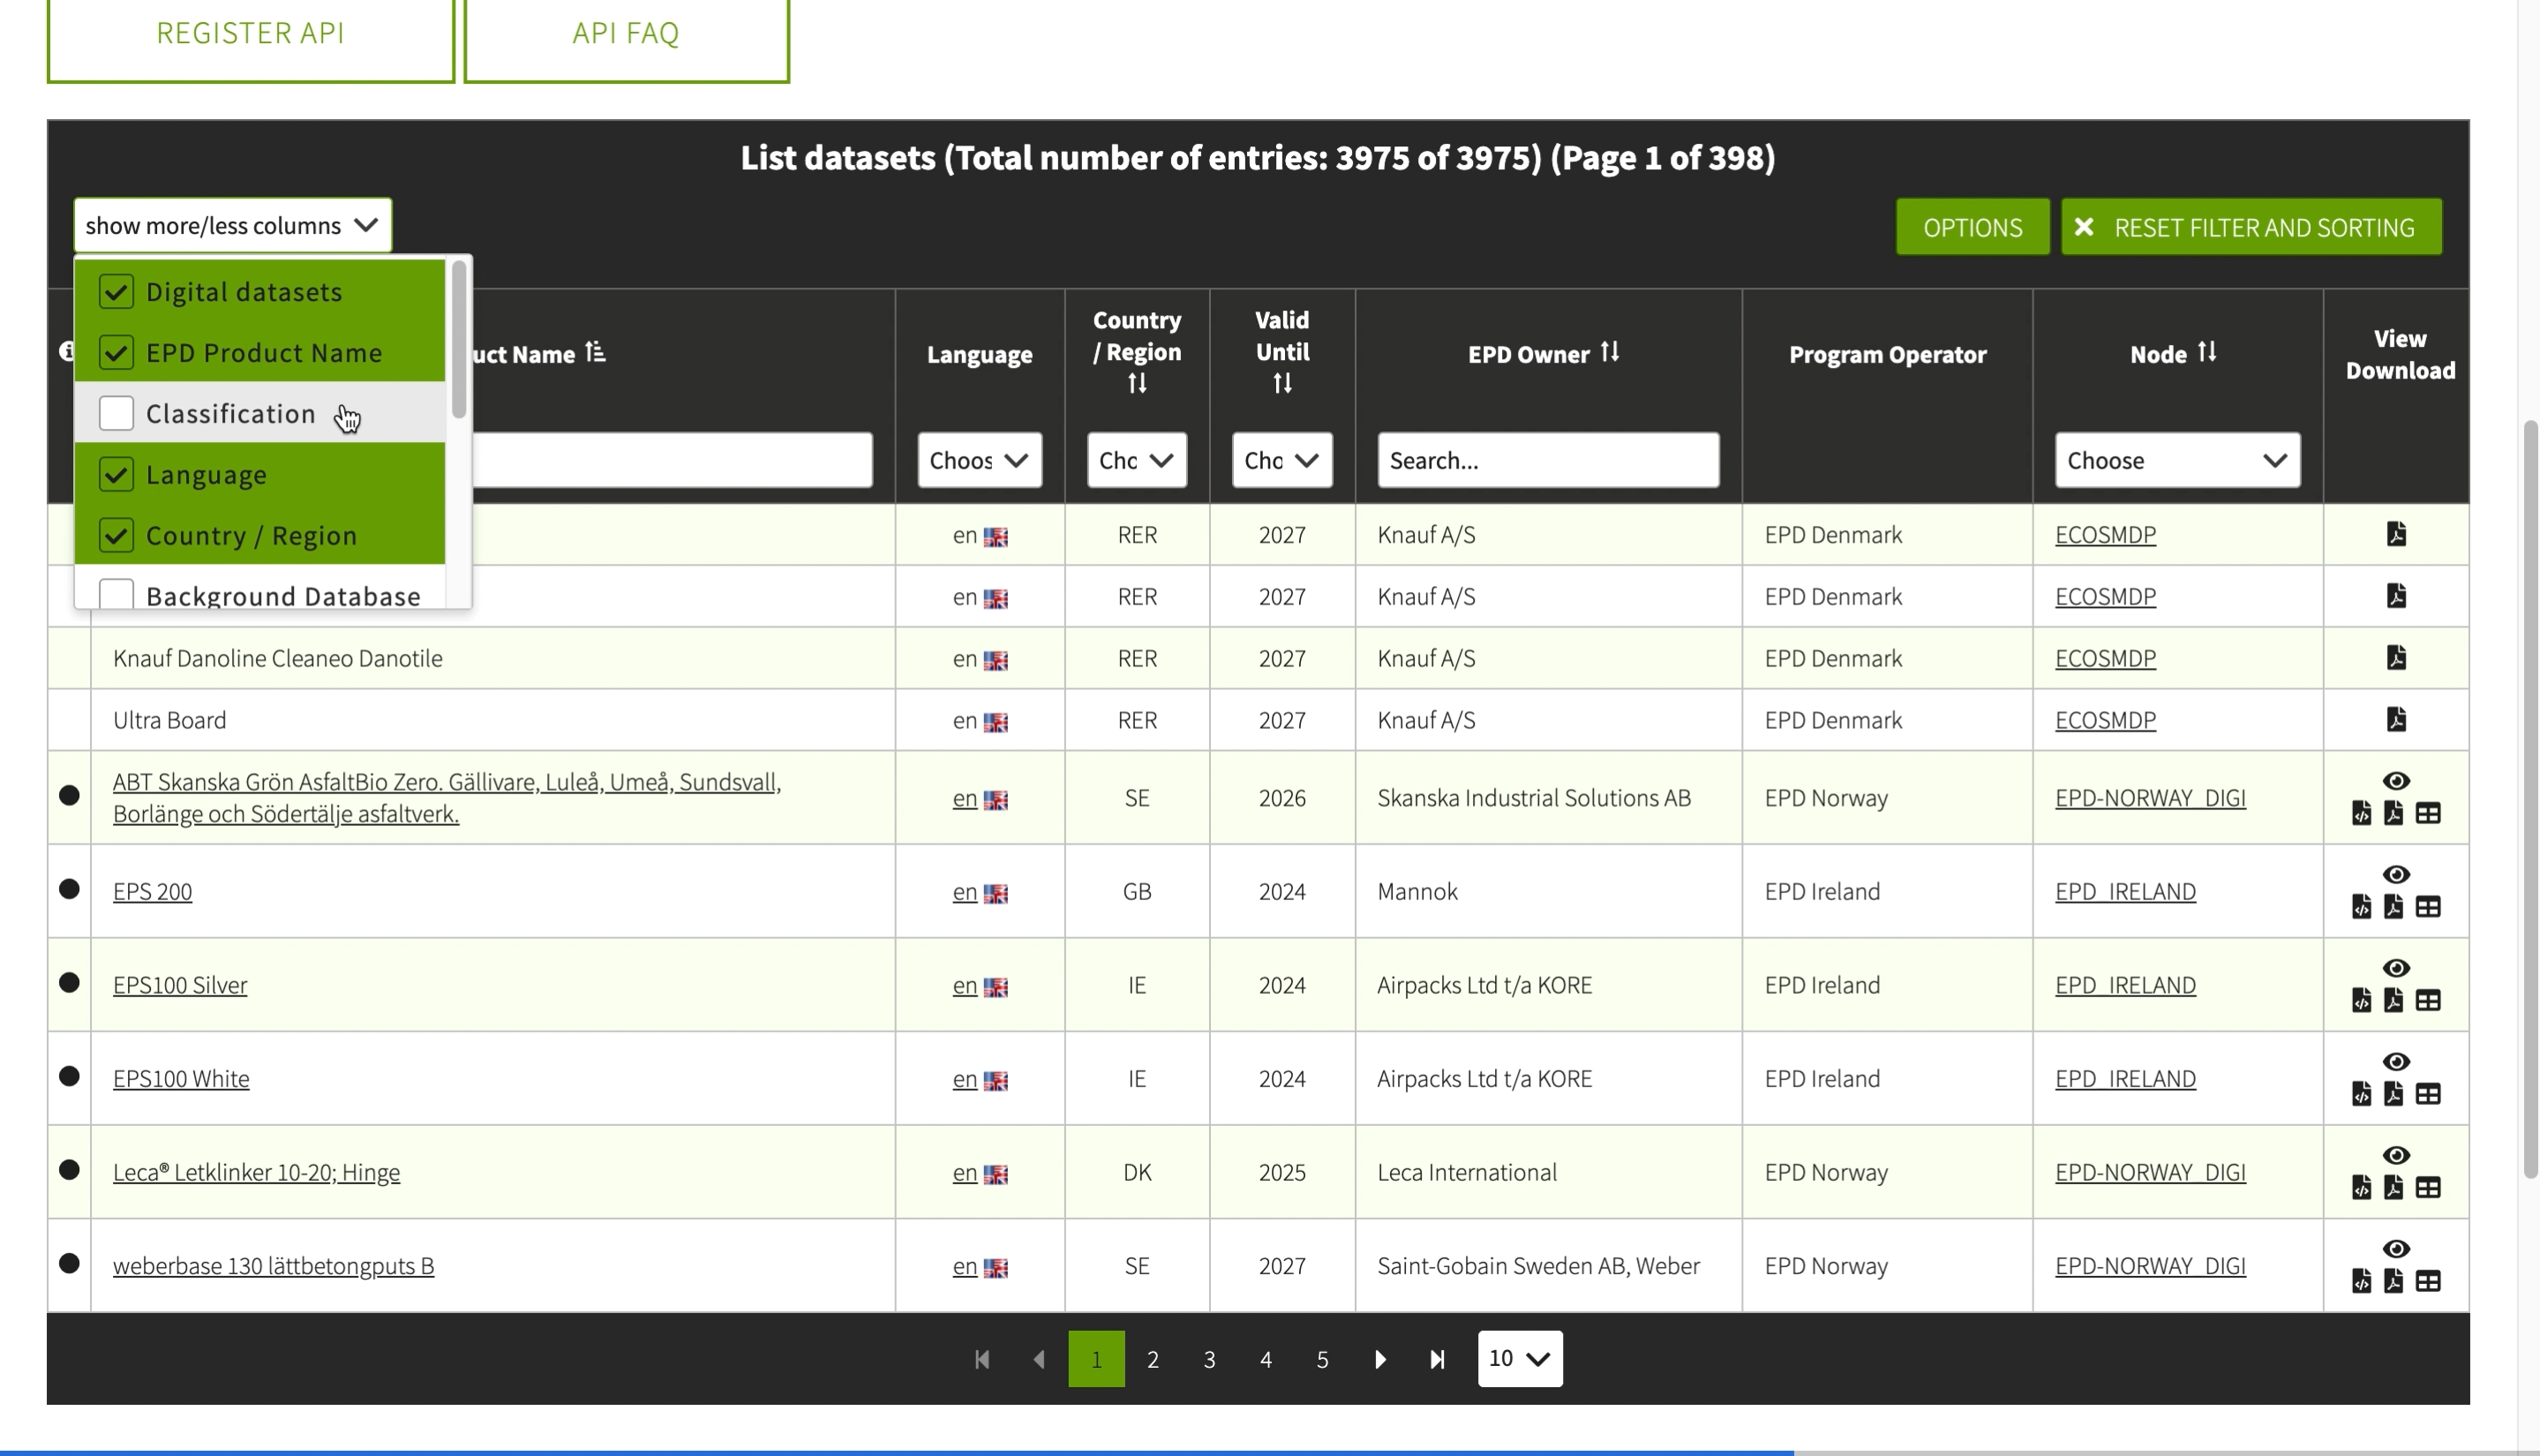 REGISTER API
API FAQ
List datasets (Total number of entries: 3975 of 3975) (Page 1 of 398)
show more/less columns
OPTIONS
RESET FILTER AND SORTING
Digital datasets
EPD Product Name
Classification
Language
Country / Region
Background Database
uct Name
Language
Country
/ Region
Valid
Until
EPD Owner
Program Operator
Node
View
Download
Choos
Cho
Cho
Search...
Choose
en RER 2027 Knauf A/S EPD Denmark ECOSMDP
en RER 2027 Knauf A/S EPD Denmark ECOSMDP
Knauf Danoline Cleaneo Danotile en RER 2027 Knauf A/S EPD Denmark ECOSMDP
Ultra Board en RER 2027 Knauf A/S EPD Denmark ECOSMDP
ABT Skanska Grön AsfaltBio Zero. Gällivare, Luleå, Umeå, Sundsvall,
Borlänge och Södertälje asfaltverk.
en SE 2026 Skanska Industrial Solutions AB EPD Norway EPD-NORWAY_DIGI
EPS 200 en GB 2024 Mannok EPD Ireland EPD_IRELAND
EPS100 Silver en IE 2024 Airpacks Ltd t/a KORE EPD Ireland EPD_IRELAND
EPS100 White en IE 2024 Airpacks Ltd t/a KORE EPD Ireland EPD_IRELAND
Leca® Letklinker 10-20; Hinge en DK 2025 Leca International EPD Norway EPD-NORWAY_DIGI
weberbase 130 lättbetongputs B en SE 2027 Saint-Gobain Sweden AB, Weber EPD Norway EPD-NORWAY_DIGI
1 2 3 4 5 10